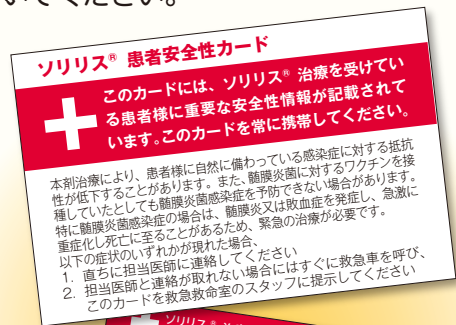 いてください。
ソリリス® 患者安全性カード
このカードには、ソリリス® 治療を受けてい
る患者様に重要な安全性情報が記載されて
います。このカードを常に携帯してください。
本剤治療により、患者様に自然に備わっている感染症に対する抵抗
性が低下することがあります。また、髄膜炎菌に対するワクチンを接
種していたとしても髄膜炎菌感染症を予防できない場合があります。
特に髄膜炎菌感染症の場合は、髄膜炎又は敗血症を発症し、急激に
重症化し死亡に至ることがあるため、緊急の治療が必要です。
以下の症状のいずれかが現れた場合、
1. 直ちに担当医師に連絡してください
2. 担当医師と連絡が取れない場合にはすぐに救急車を呼び、
このカードを救急救命室のスタッフに提示してください
ソリリス®